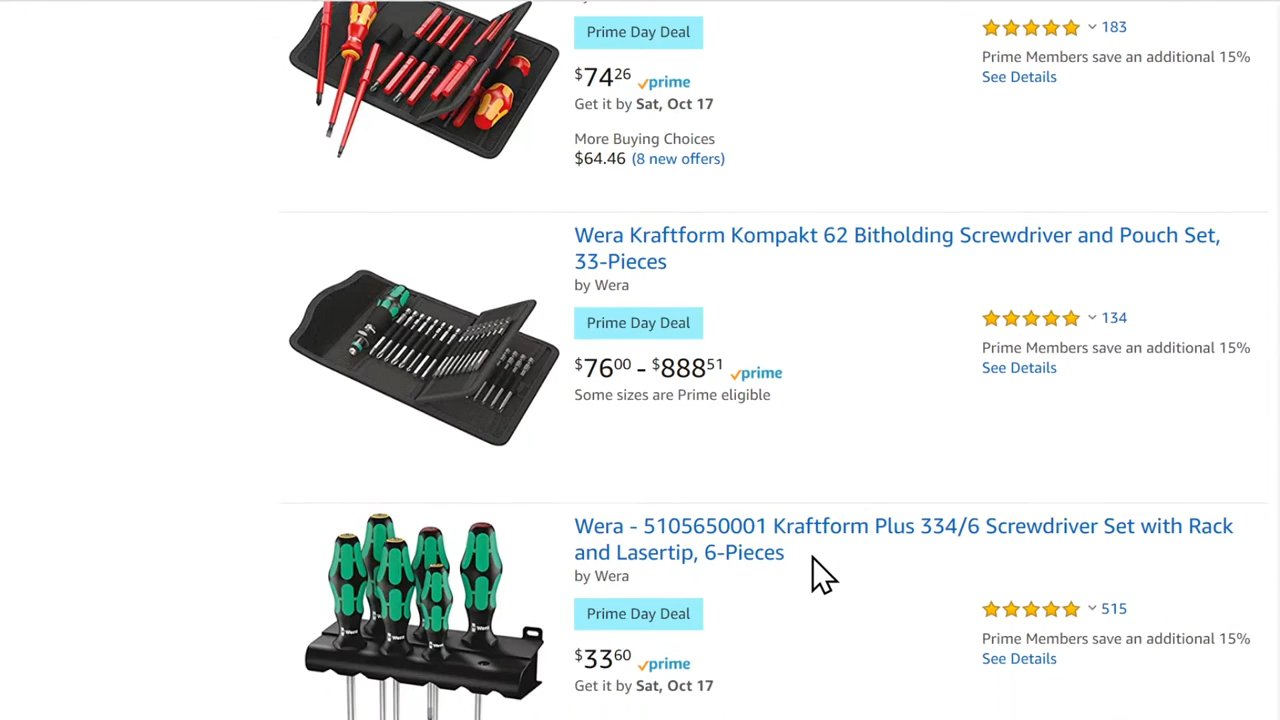 Prime Day Deal
183
$74 26 prime
Prime Members save an additional 15%
See Details
Get it by Sat, Oct 17
More Buying Choices
$64.46 (8 new offers)
Wera Kraftform Kompakt 62 Bitholding Screwdriver and Pouch Set,
33-Pieces
by Wera
Prime Day Deal
134
Prime Members save an additional 15%
See Details
$76 00 - $888 51 prime
Some sizes are Prime eligible
Wera - 5105650001 Kraftform Plus 334/6 Screwdriver Set with Rack
and Lasertip, 6-Pieces
by Wera
Prime Day Deal
515
Prime Members save an additional 15%
See Details
$33 60 prime
Get it by Sat, Oct 17
Wera
Wera
Wera
Wera